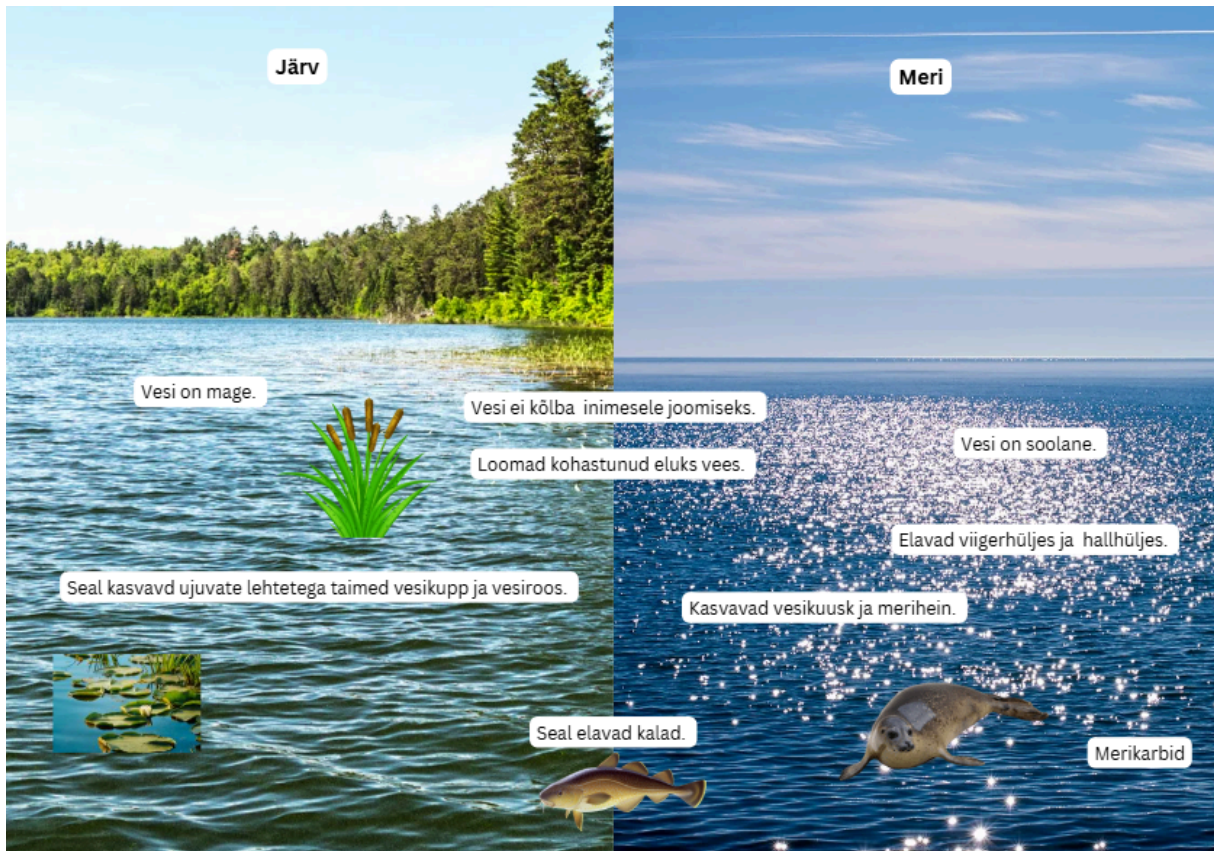 Järv
Meri
Vesi on mage.
Vesi ei kõlba inimesele joomiseks.
Vesi on soolane.
Loomad kohastunud eluks vees.
Elavad viigerhüljes ja hallhüljes.
Seal kasvavd ujuvate lehtetega taimed vesikupp ja vesiroos.
Kasvavad vesikuusk ja merihein.
Seal elavad kalad.
Merikarbid